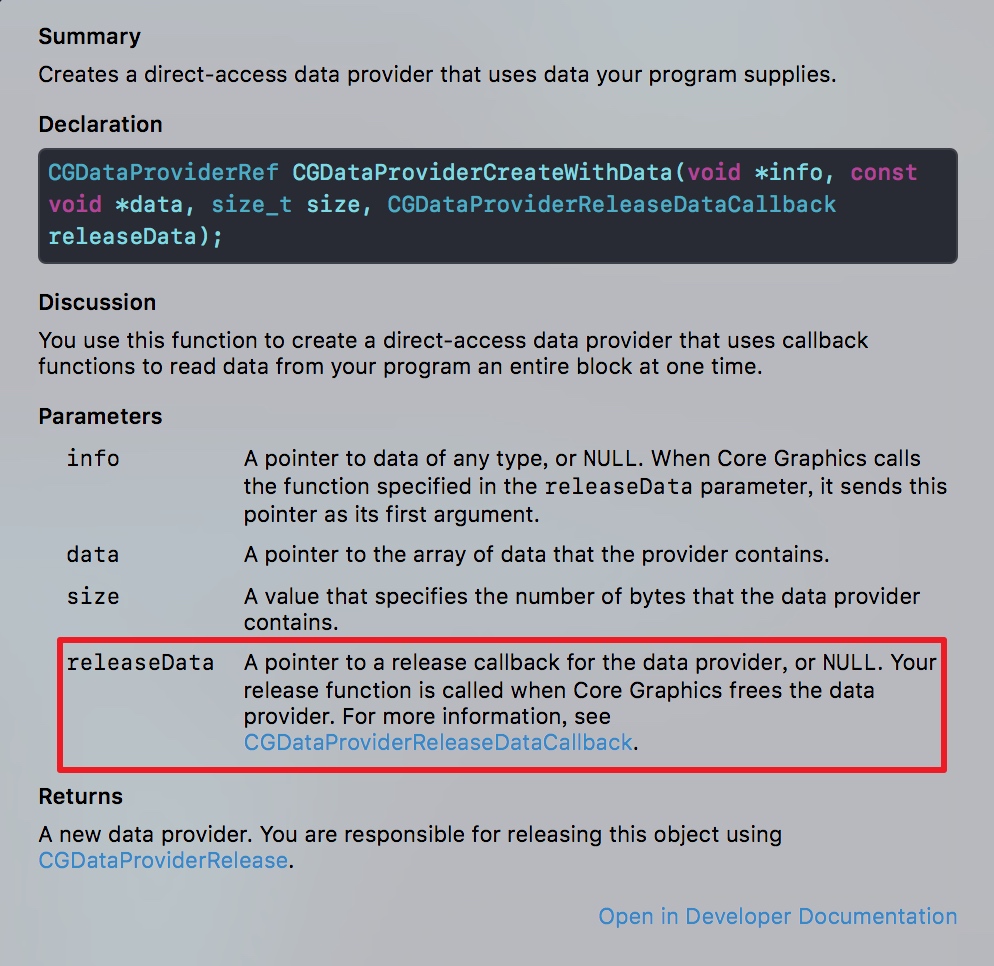 Summary
Creates a direct-access data provider that uses data your program supplies.
Declaration
CGDataProviderRef CGDataProviderCreateWithData(void *info, const
void *data, size_t size, CGDataProviderReleaseDataCallback
releaseData);
Discussion
You use this function to create a direct-access data provider that uses callback
functions to read data from your program an entire block at one time.
Parameters
info A pointer to data of any type, or NULL. When Core Graphics calls
the function specified in the releaseData parameter, it sends this
pointer as its first argument.
data A pointer to the array of data that the provider contains.
size A value that specifies the number of bytes that the data provider
contains.
releaseData A pointer to a release callback for the data provider, or NULL. Your
release function is called when Core Graphics frees the data
provider. For more information, see
CGDataProviderReleaseDataCallback.
Returns
A new data provider. You are responsible for releasing this object using
CGDataProviderRelease.
Open in Developer Documentation